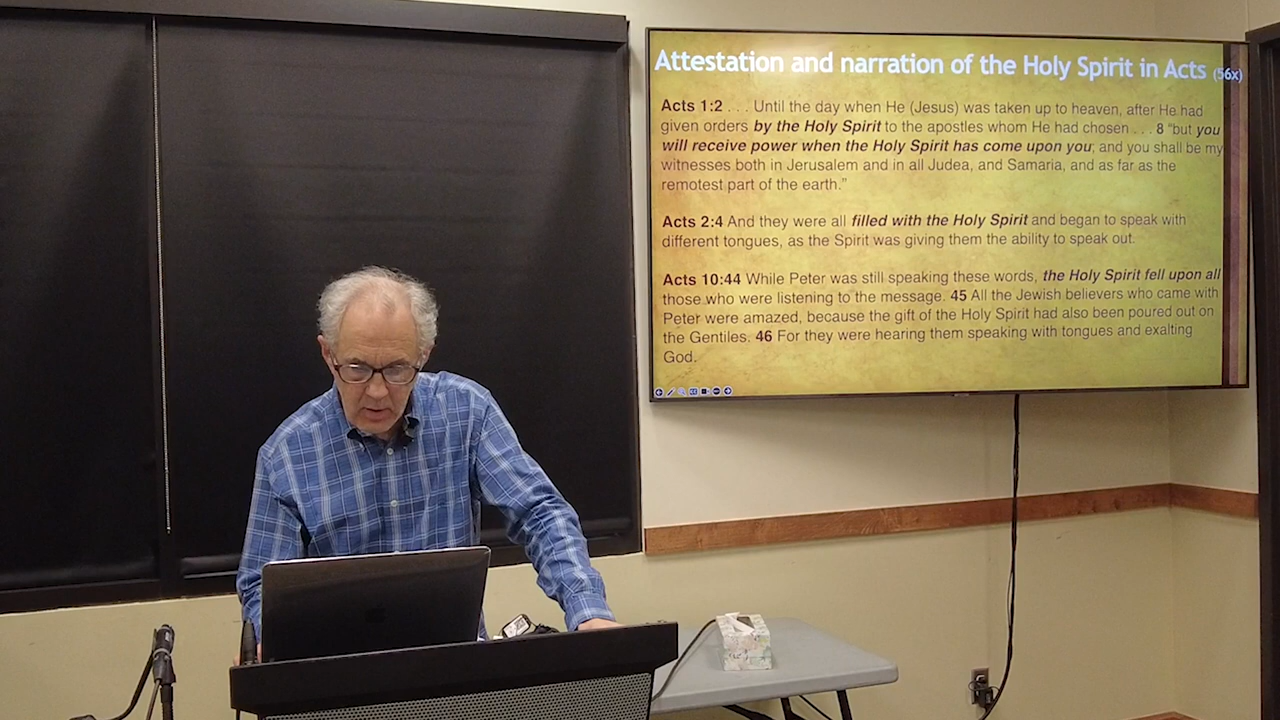 Attestation and narration of the Holy Spirit in Acts (56x)
Acts 1:2 . . . Until the day when He (Jesus) was taken up to heaven, after He had
given orders by the Holy Spirit to the apostles whom He had chosen . . . 8 “but you
will receive power when the Holy Spirit has come upon you; and you shall be my
witnesses both in Jerusalem and in all Judea, and Samaria, and as far as the
remotest part of the earth.”
Acts 2:4 And they were all filled with the Holy Spirit and began to speak with
different tongues, as the Spirit was giving them the ability to speak out.
Acts 10:44 While Peter was still speaking these words, the Holy Spirit fell upon all
those who were listening to the message. 45 All the Jewish believers who came with
Peter were amazed, because the gift of the Holy Spirit had also been poured out on
the Gentiles. 46 For they were hearing them speaking with tongues and exalting
God.